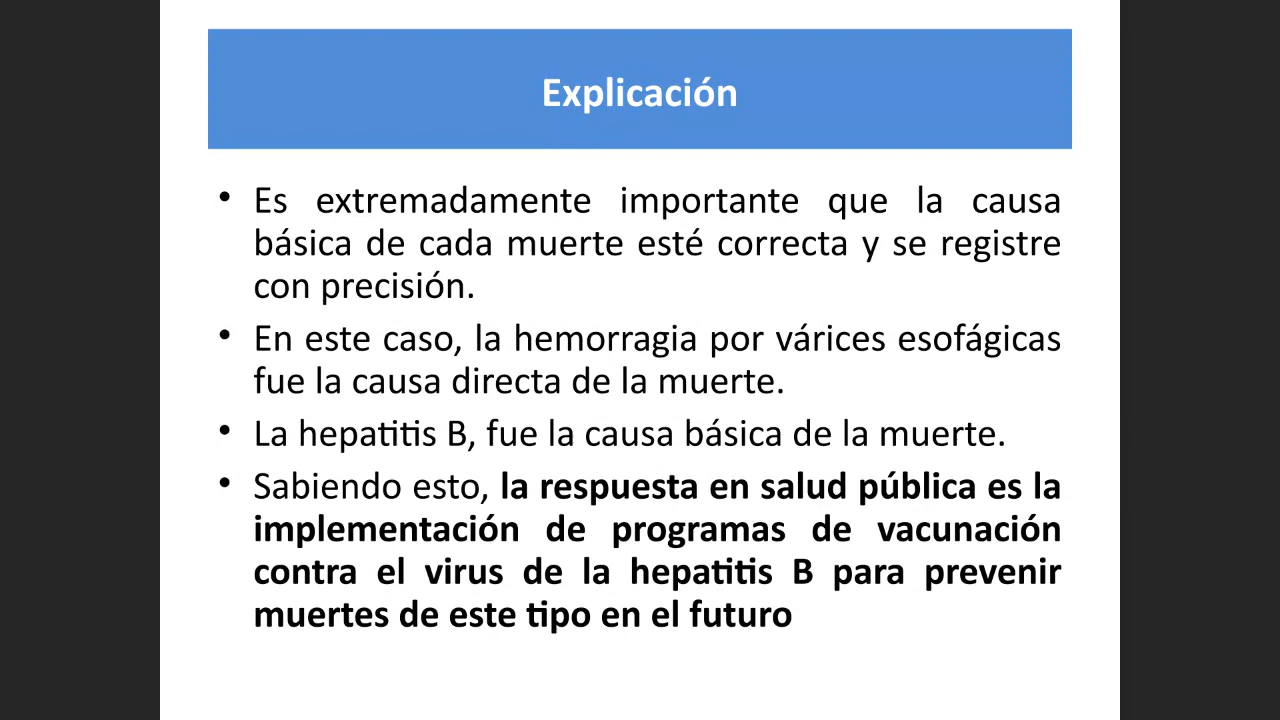 Explicación
• Es extremadamente importante que la causa
básica de cada muerte esté correcta y se registre
con precisión.
• En este caso, la hemorragia por várices esofágicas
fue la causa directa de la muerte.
• La hepatitis B, fue la causa básica de la muerte.
• Sabiendo esto, la respuesta en salud pública es la
implementación de programas de vacunación
contra el virus de la hepatitis B para prevenir
muertes de este tipo en el futuro